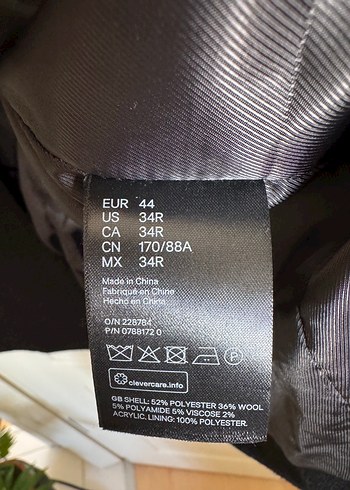 EUR 44
US 34R
CA 34R
CN 170/88A
MX 34R
Made in China
Fabriqué en Chine
Hecho en China
O/N 228784
P/N 0788172 0
P
clevercare.info
GB SHELL: 52% POLYESTER 36% WOOL
5% POLYAMIDE 5% VISCOSE 2%
ACRYLIC. LINING: 100% POLYESTER.